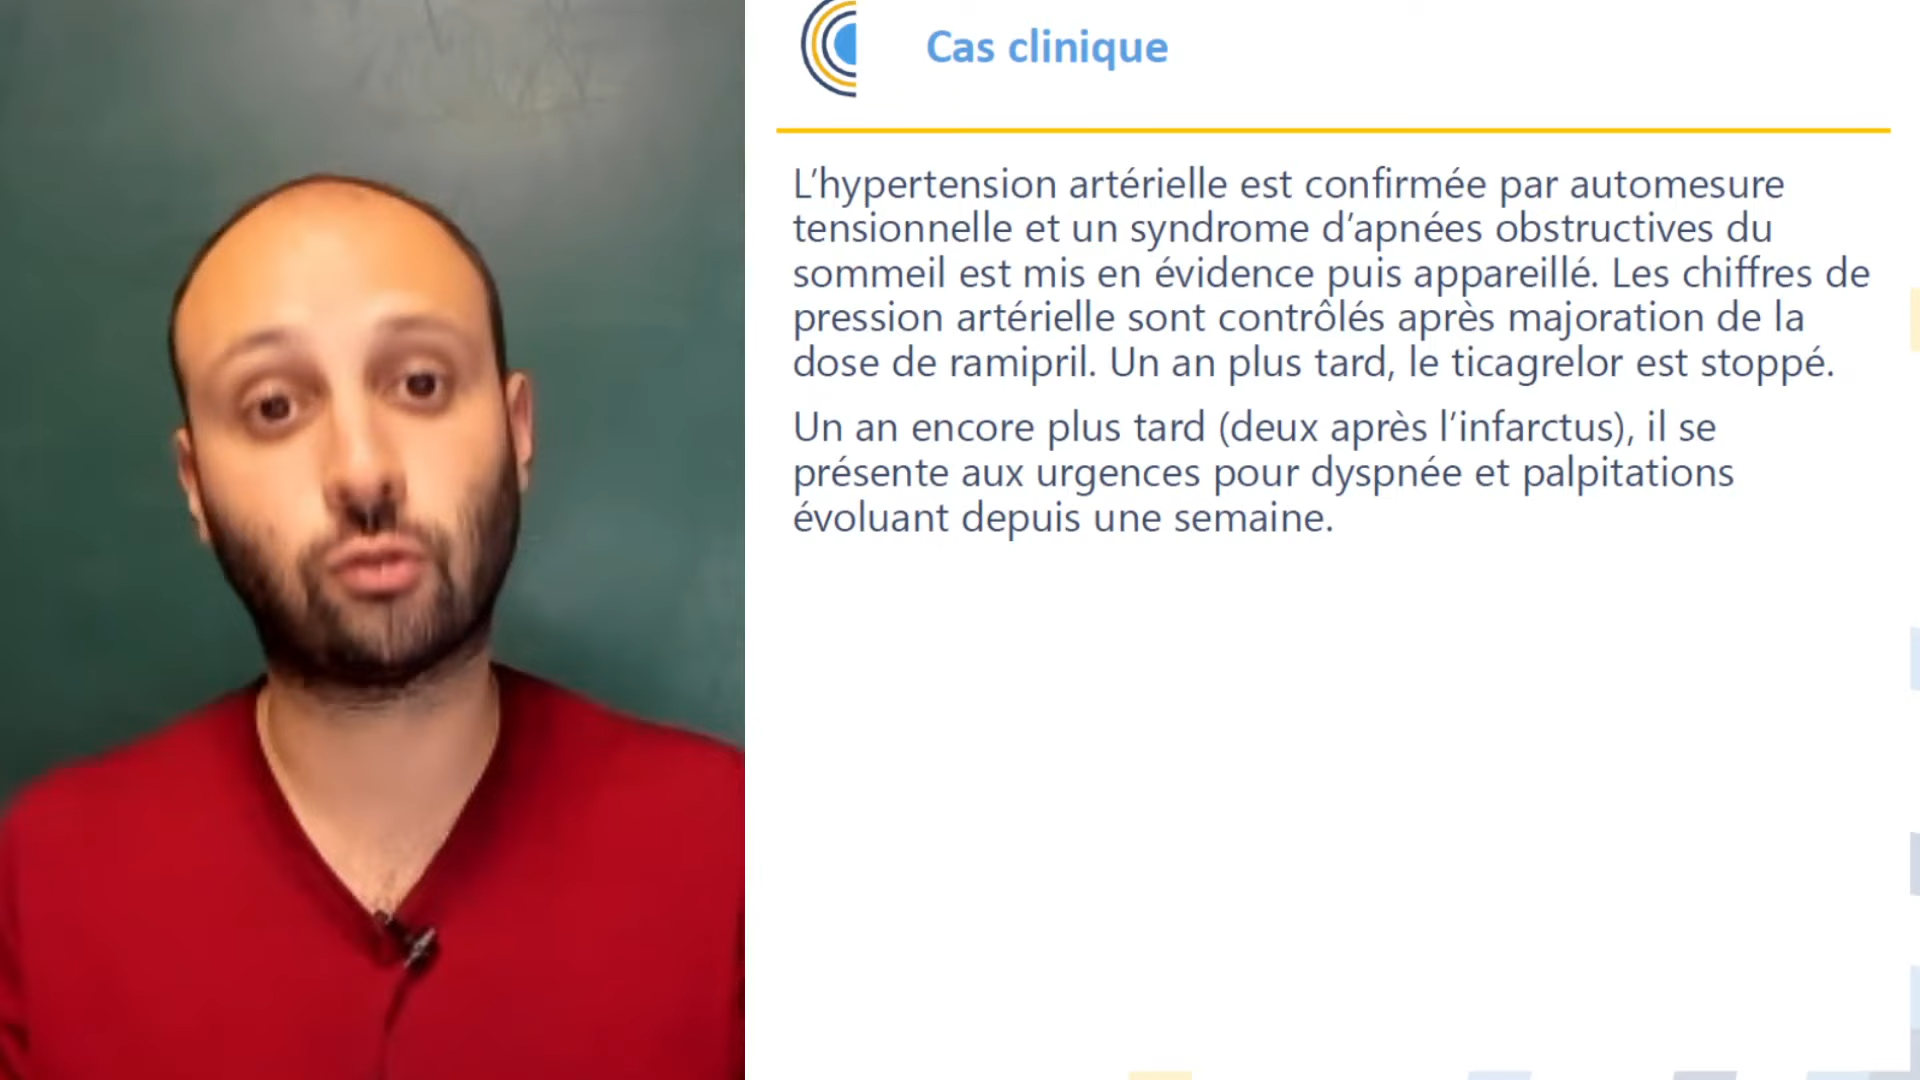 Cas clinique
L’hypertension artérielle est confirmée par automesure
tensionnelle et un syndrome d’apnées obstructives du
sommeil est mis en évidence puis appareillé. Les chiffres de
pression artérielle sont contrôlés après majoration de la
dose de ramipril. Un an plus tard, le ticagrelor est stoppé.
Un an encore plus tard (deux après l’infarctus), il se
présente aux urgences pour dyspnée et palpitations
évoluant depuis une semaine.